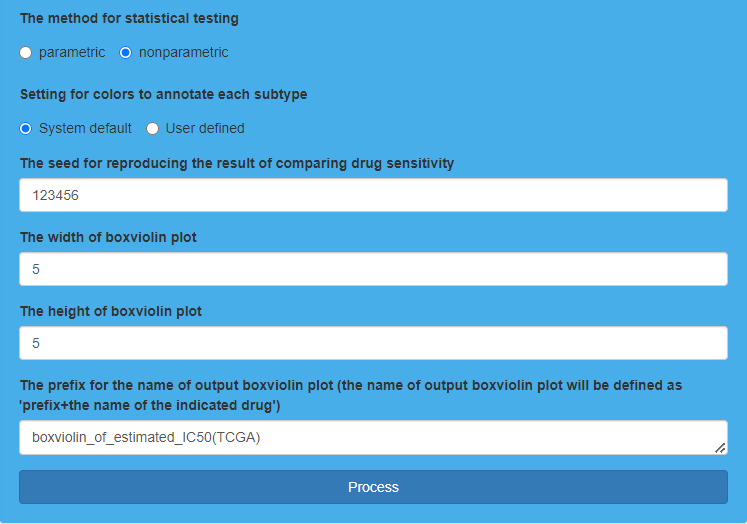 The method for statistical testing
parametric nonparametric
Setting for colors to annotate each subtype
System default User defined
The seed for reproducing the result of comparing drug sensitivity
123456
The width of boxviolin plot
5
The height of boxviolin plot
5
The prefix for the name of output boxviolin plot (the name of output boxviolin plot will be defined as
'prefix+the name of the indicated drug')
boxviolin_of_estimated_IC50(TCGA)
Process